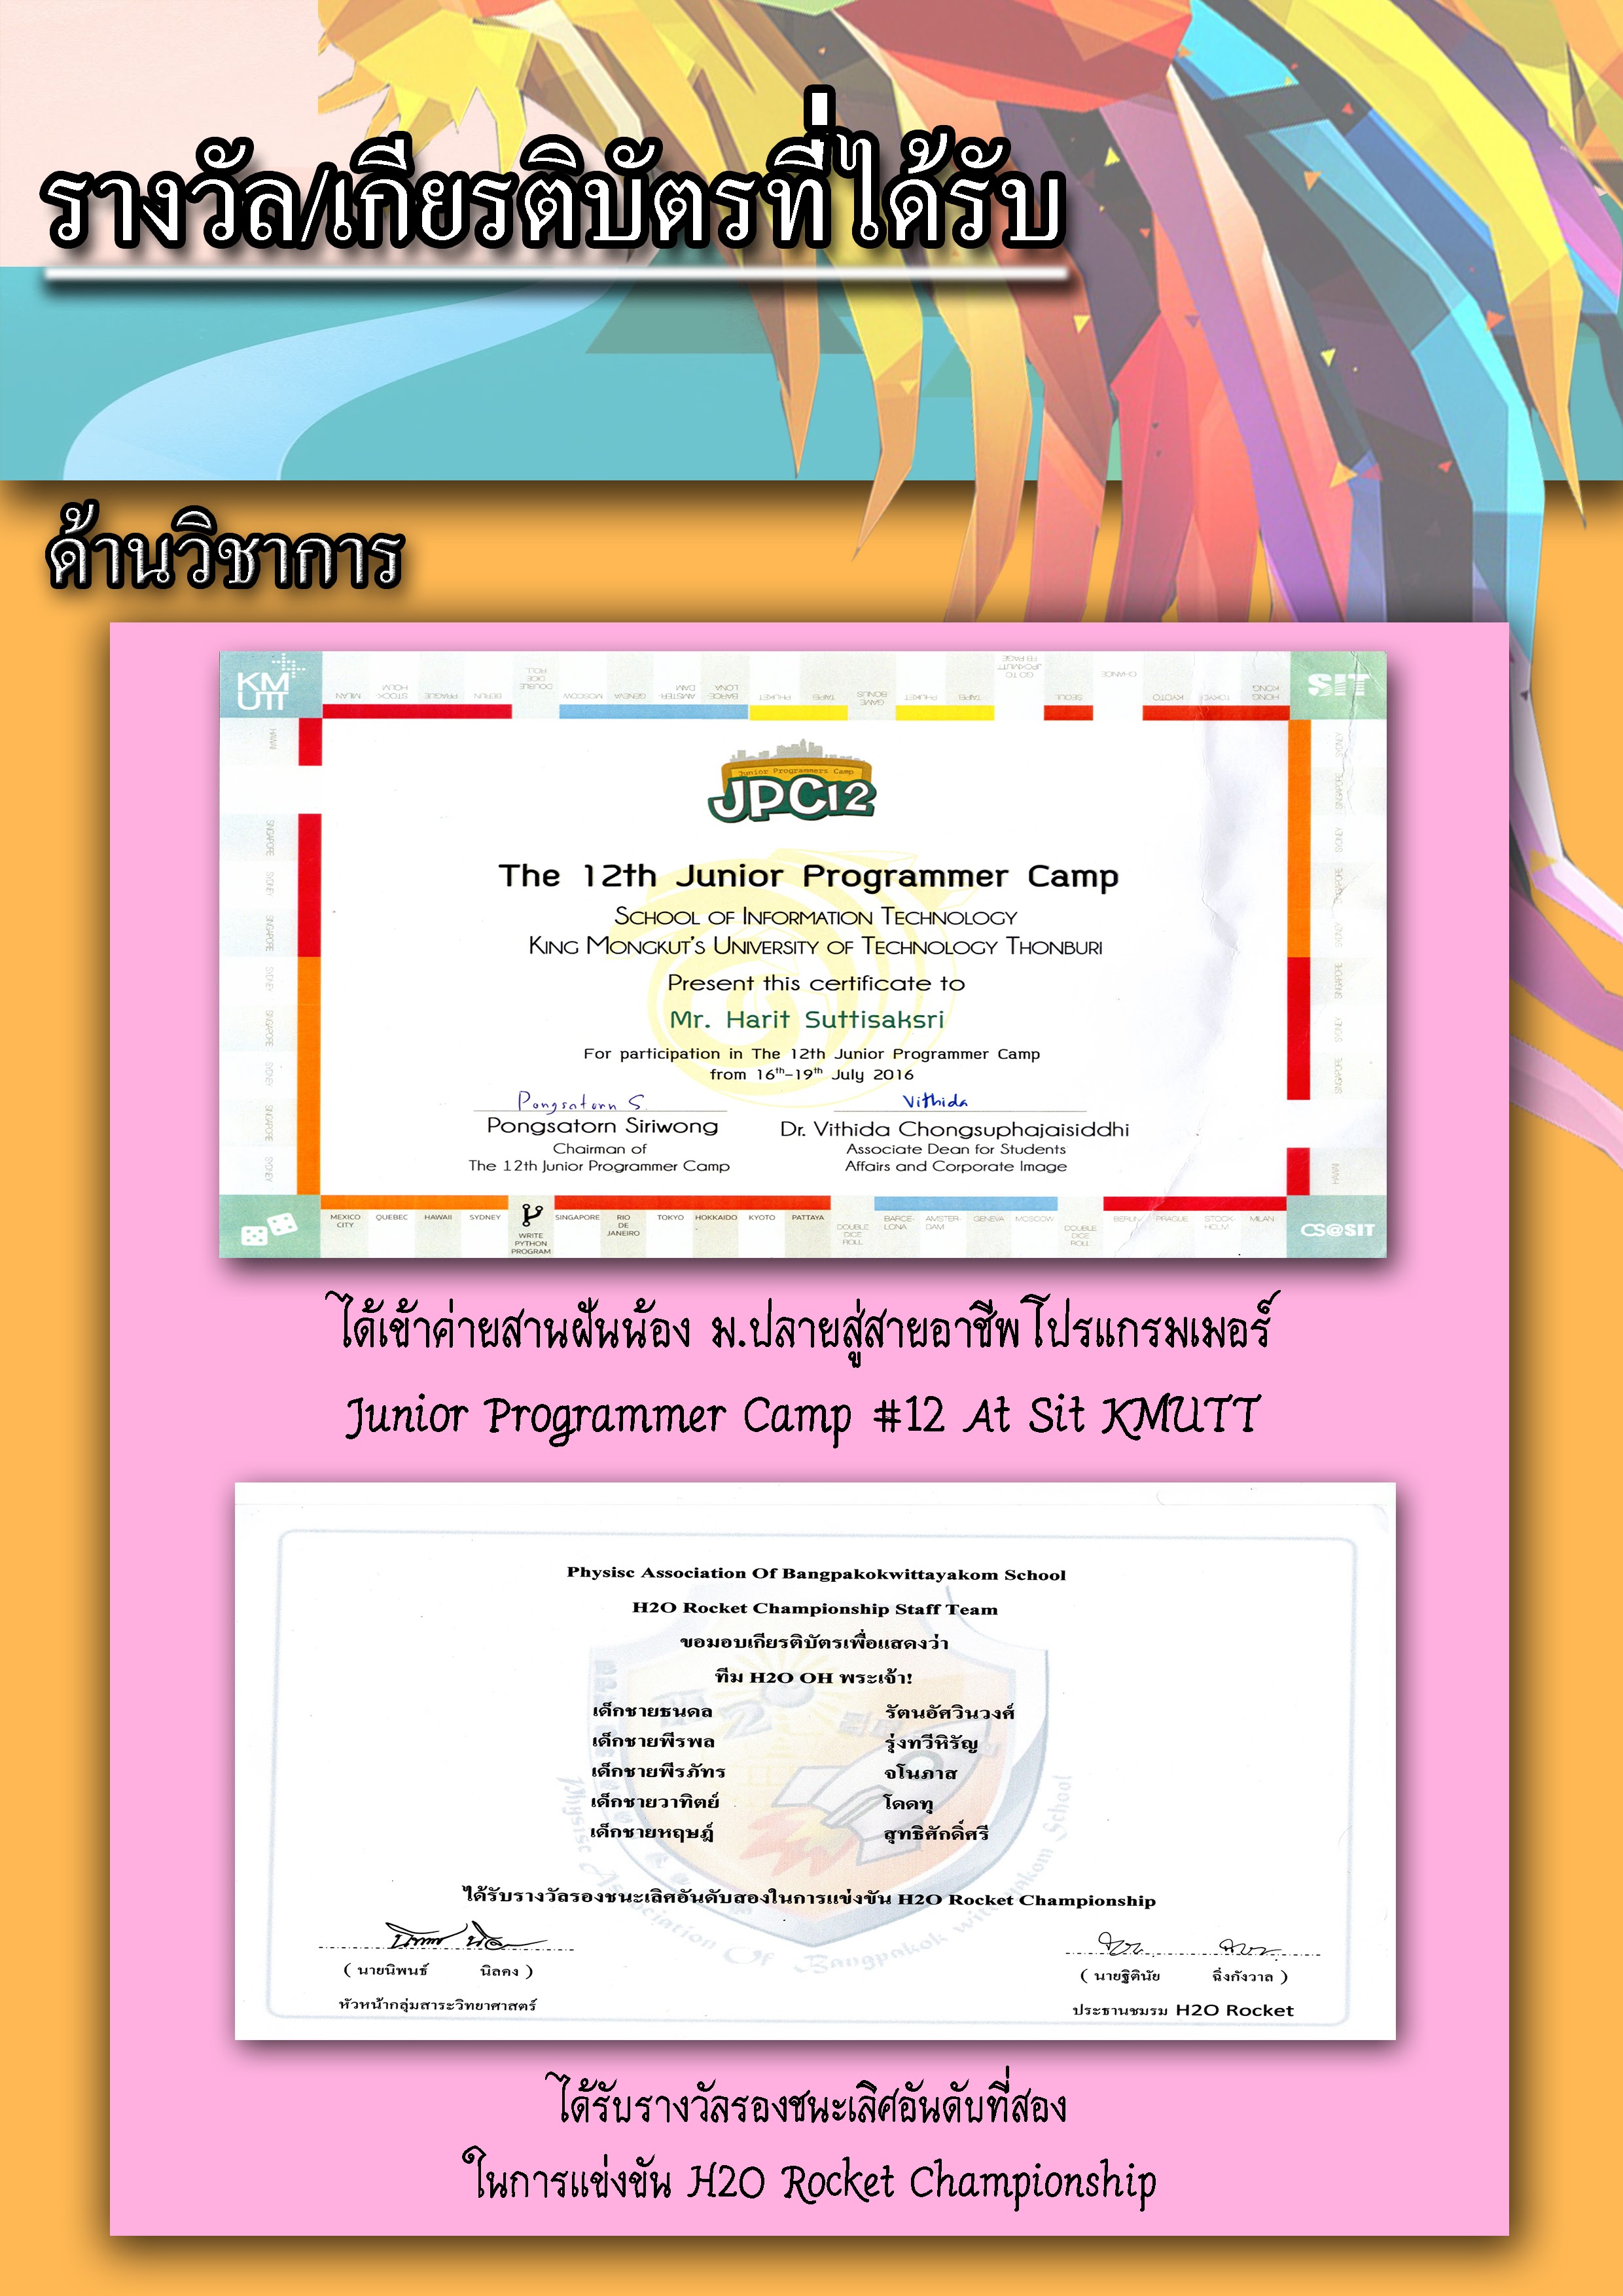 รางวัล/เกียรติบัตรที่ได้รับ
ด้านวิชาการ
KMUTT
SIT
Junior Programmers Camp
JPC12
The 12th Junior Programmer Camp
School of Information Technology
King Mongkut's University of Technology Thonburi
Present this certificate to
Mr. Harit Suttisaksri
For participation in The 12th Junior Programmer Camp
from 16th-19th July 2016
Pongsatorn S. Vithida
Pongsatorn Siriwong Dr. Vithida Chongsuphajaisiddhi
Chairman of Associate Dean for Students
The 12th Junior Programmer Camp Affairs and Corporate Image
MEXICO CITY QUEBEC HAWAII SYDNEY WRITE PYTHON PROGRAM SINGAPORE RIO DE JANEIRO TOKYO HOKKAIDO KYOTO PATTAYA DOUBLE DICE ROLL BARCE-LONA AMSTER-DAM GENEVA MOSCOW DOUBLE DICE ROLL BERLIN PRAGUE STOCK-HOLM MILAN
CS@SIT
ได้เข้าค่ายสานฝันน้อง ม.ปลายสู่สายอาชีพโปรแกรมเมอร์
Junior Programmer Camp #12 At Sit KMUTT
Physisc Association Of Bangpakokwittayakom School
H2O Rocket Championship Staff Team
ขอมอบเกียรติบัตรเพื่อแสดงว่า
ทีม H2O OH พระเจ้า!
เด็กชายธนดล รัตนอัศวินวงศ์
เด็กชายพีรพล รุ่งทวีหิรัญ
เด็กชายพีรภัทร จโนภาส
เด็กชายวาทิตย์ โดดทุ
เด็กชายหฤษฎ์ สุทธิศักดิ์ศรี
ได้รับรางวัลรองชนะเลิศอันดับสองในการแข่งขัน H2O Rocket Championship
( นายนิพนธ์ นิลคง ) ( นายฐิตินัย ฉิ่งกังวาล )
หัวหน้ากลุ่มสาระวิทยาศาสตร์ ประธานชมรม H2O Rocket
ได้รับรางวัลรองชนะเลิศอันดับที่สอง
ในการแข่งขัน H2O Rocket Championship